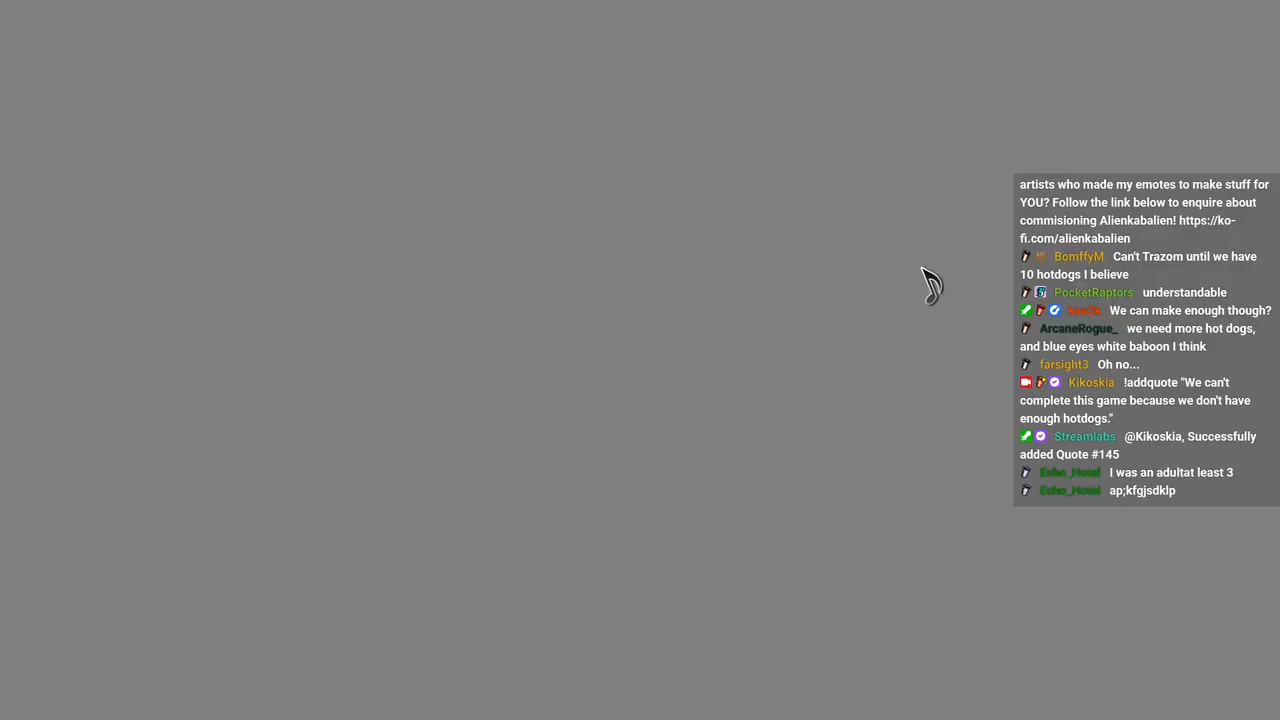 artists who made my emotes to make stuff for
YOU? Follow the link below to enquire about
commisioning Alienkabalien! https://ko-
fi.com/alienkabalien
BomffyM Can't Trazom until we have
10 hotdogs I believe
PocketRaptors understandable
We can make enough though?
ArcaneRogue_ we need more hot dogs,
and blue eyes white baboon I think
farsight3 Oh no...
Kikoskia !addquote "We can't
complete this game because we don't have
enough hotdogs."
Streamlabs @Kikoskia, Successfully
added Quote #145
Echo_Hotel I was an adultat least 3
Echo_Hotel ap;kfgjsdklp